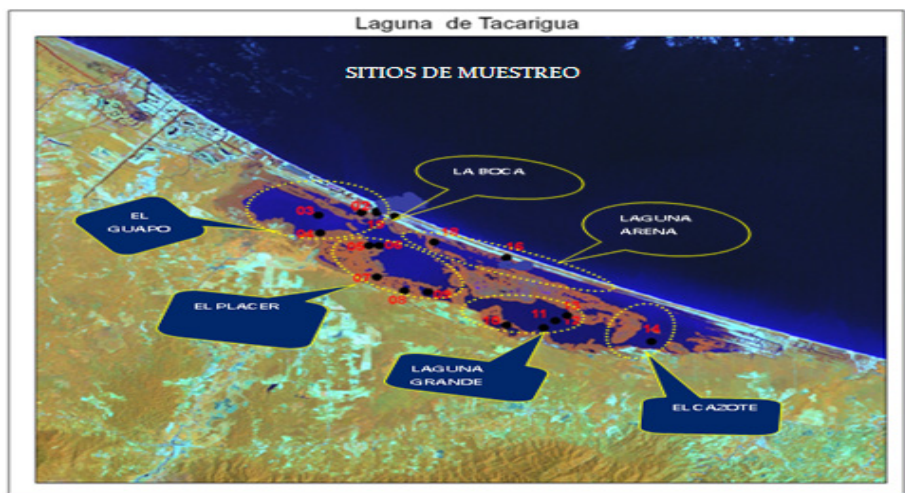 Laguna de Tacarigua
SITIOS DE MUESTREO
LA BOCA
EL
GUAPO
LAGUNA
ARENA
03
04
07
08
EL PLACER
11
14
LAGUNA
GRANDE
EL CAZOTE